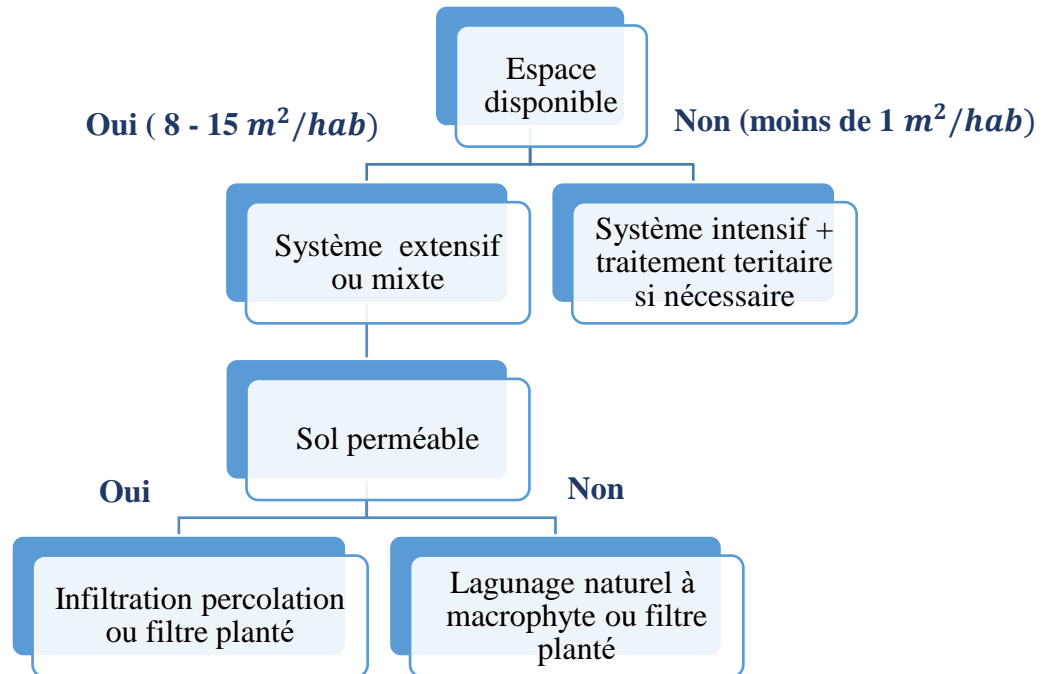 Espace
disponible
Oui ( 8 - 15 m²/hab)
Non (moins de 1 m²/hab)
Système extensif
ou mixte
Système intensif +
traitement teritaire
si nécessaire
Sol perméable
Oui
Non
Infiltration percolation
ou filtre planté
Lagunage naturel à
macrophyte ou filtre
planté